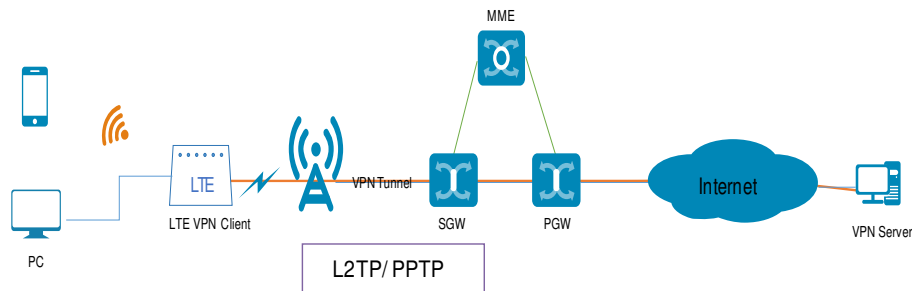 MME
LTE
VPN Tunnel
Internet
LTE VPN Client
SGW
PGW
VPN Server
PC
L2TP/ PPTP